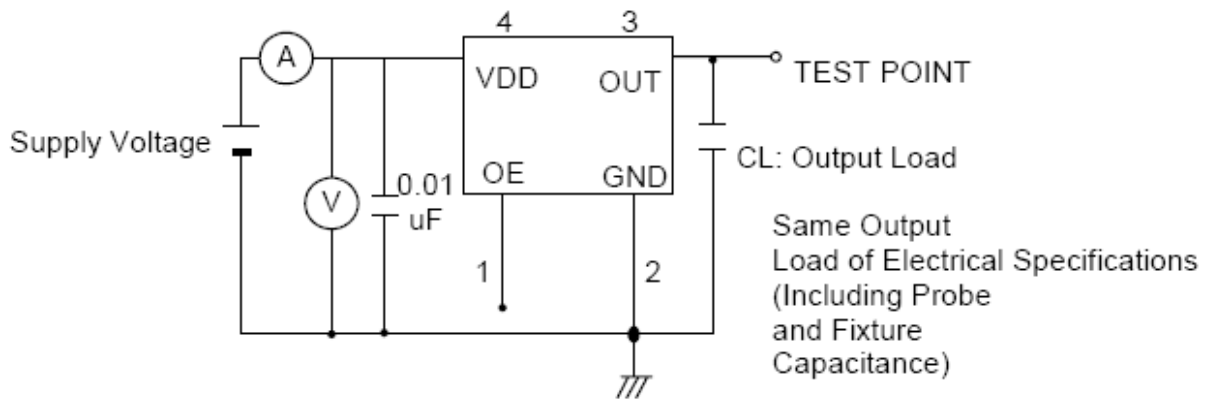 4
3
A
VDD
OUT
TEST POINT
Supply Voltage
CL: Output Load
OE
GND
0.01
uF
V
1
2
Same Output
Load of Electrical Specifications
(Including Probe
and Fixture
Capacitance)